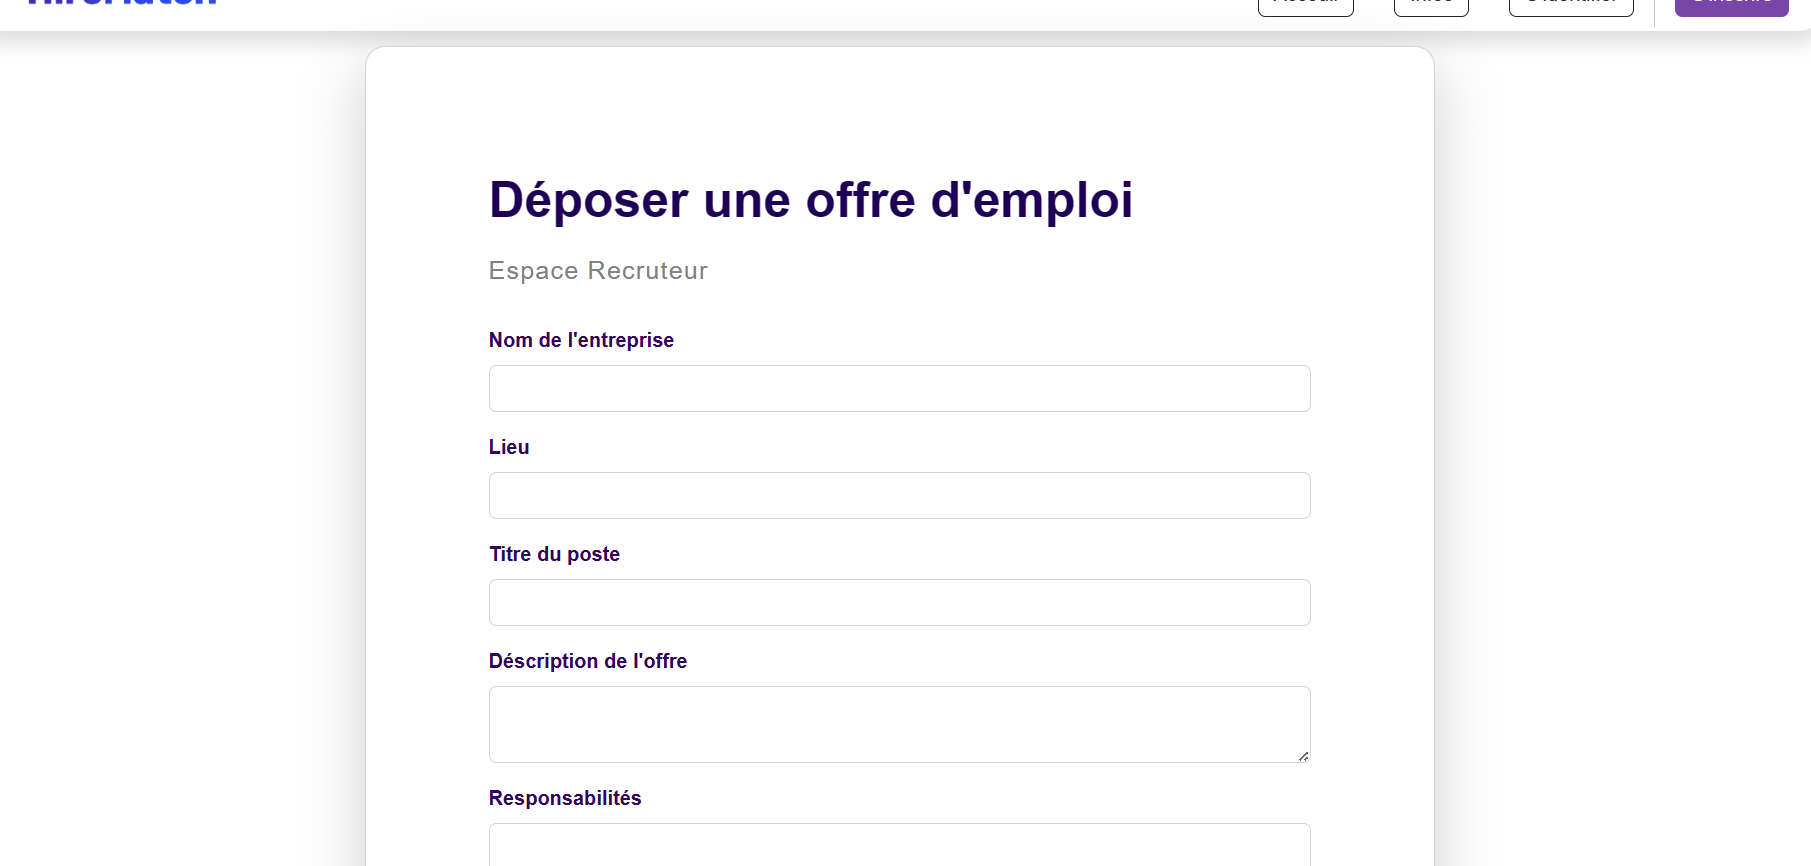 Déposer une offre d'emploi
Espace Recruteur
Nom de l'entreprise
Lieu
Titre du poste
Déscription de l'offre
Responsabilités